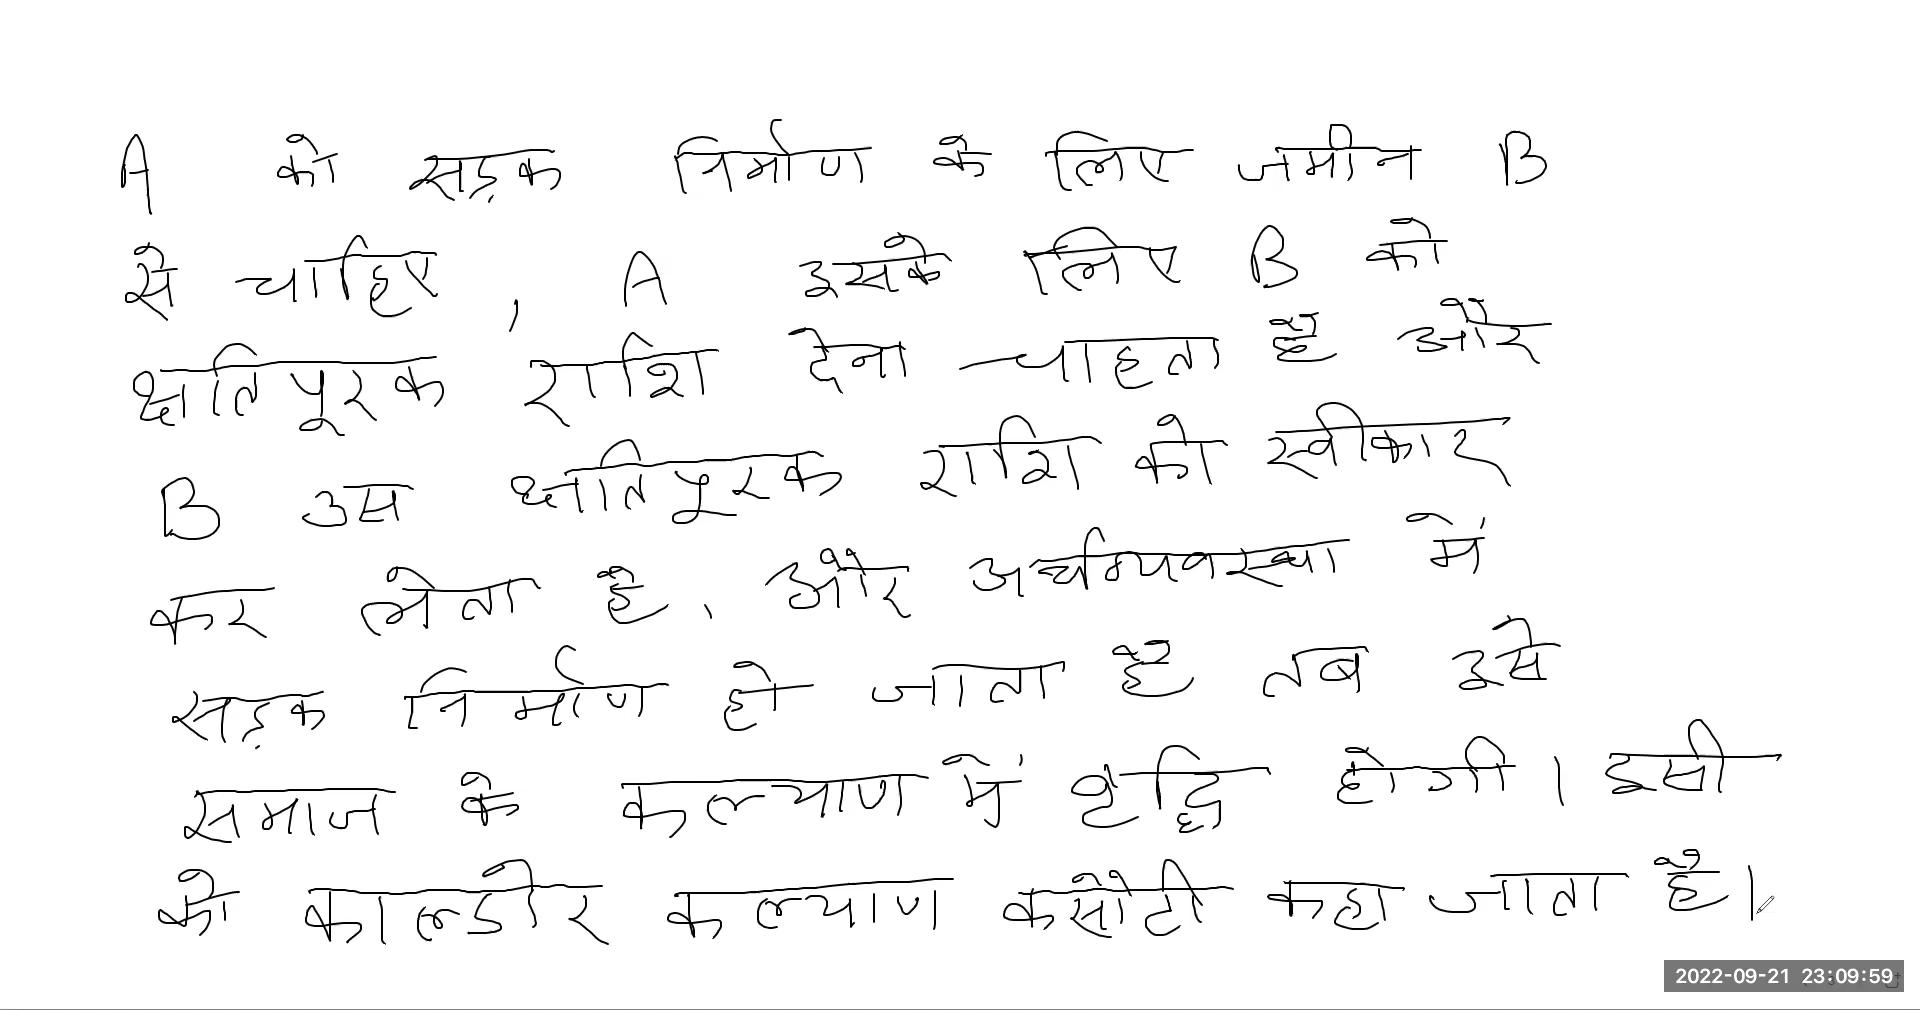 A को सड़क निर्माण के लिए जमीन B
से चाहिए, A इसके लिए B को
क्षतिपूरक राशि देना चाहता है और
B उस क्षतिपूरक राशि को स्वीकार
कर लेता है, और अर्थव्यवस्था में
सड़क निर्माण हो जाता है तब उसे
समाज के कल्याण में वृद्धि होगी। इसी
को काल्डोर कल्याण कसौटी कहा जाता है।
2022-09-21 23:09:59